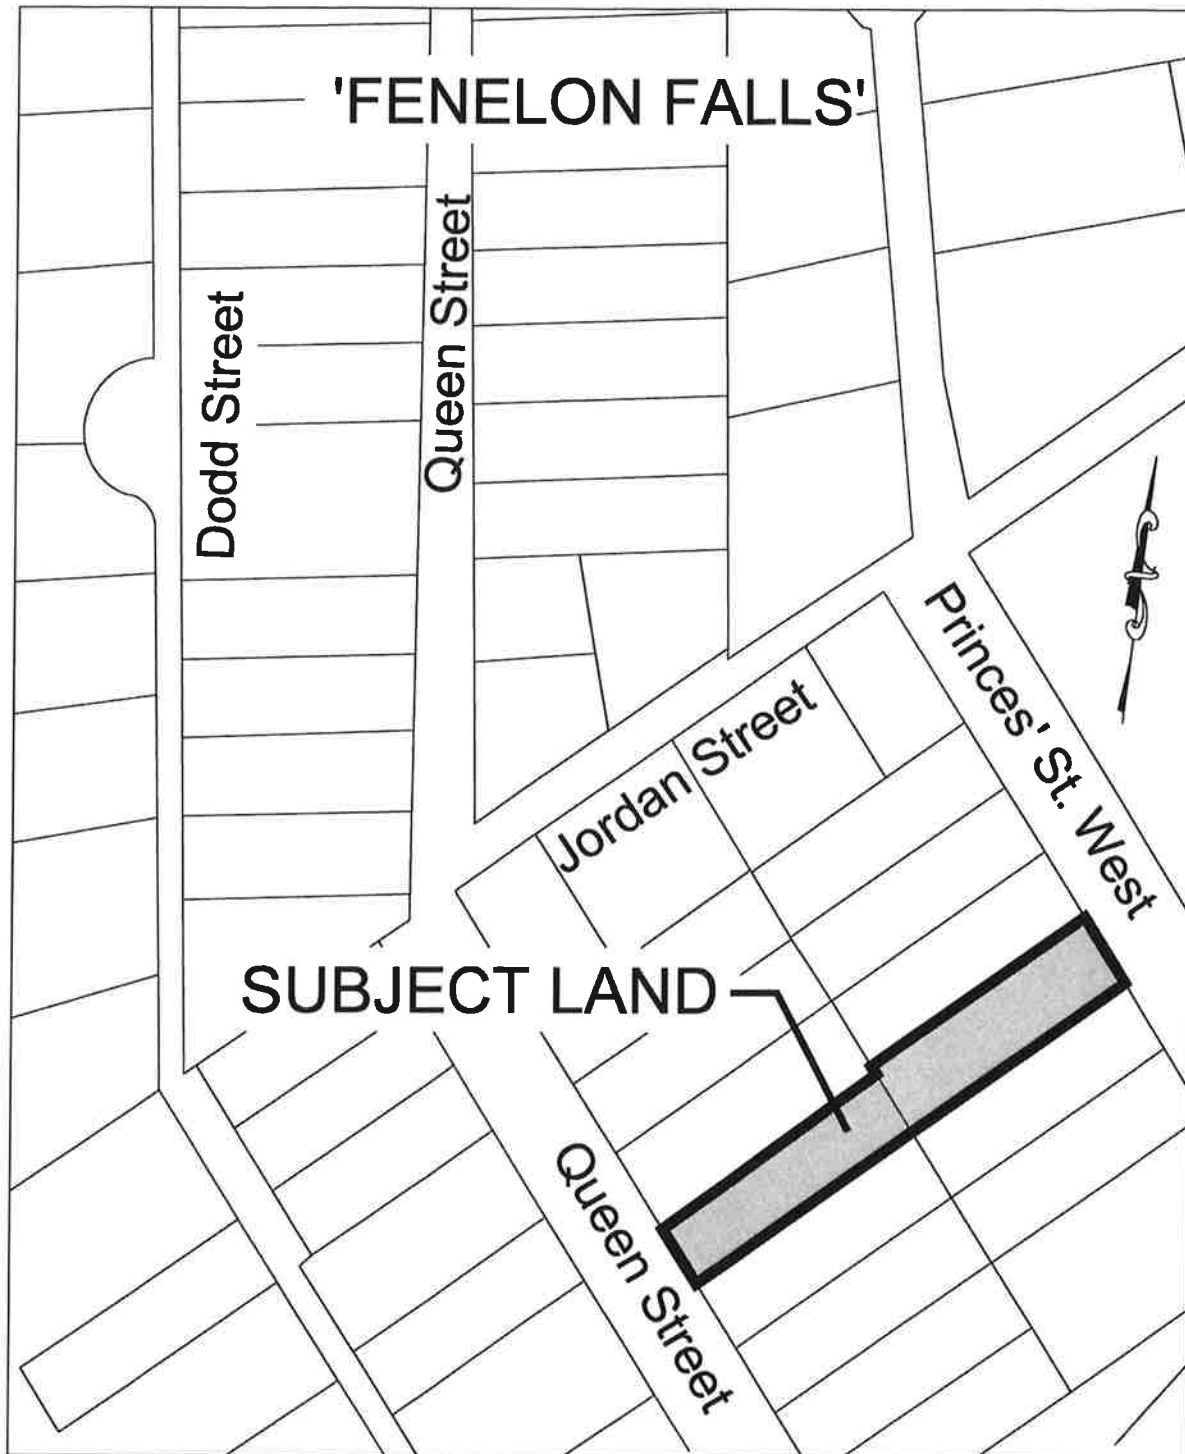 'FENELON FALLS'
Dodd Street
Queen Street
Princes' St. West
Jordan Street
SUBJECT LAND
Queen Street